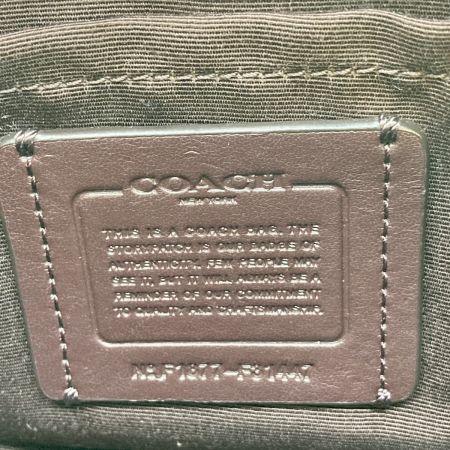 COACH
NEW YORK
THIS IS A COACH BAG. THE
STORYPATCH IS OUR BADGE OF
AUTHENTICITY. FEW PEOPLE MAY
SEE IT, BUT IT WILL ALWAYS BE A
REMINDER OF OUR COMMITMENT
TO QUALITY AND CRAFTSMANSHIP.